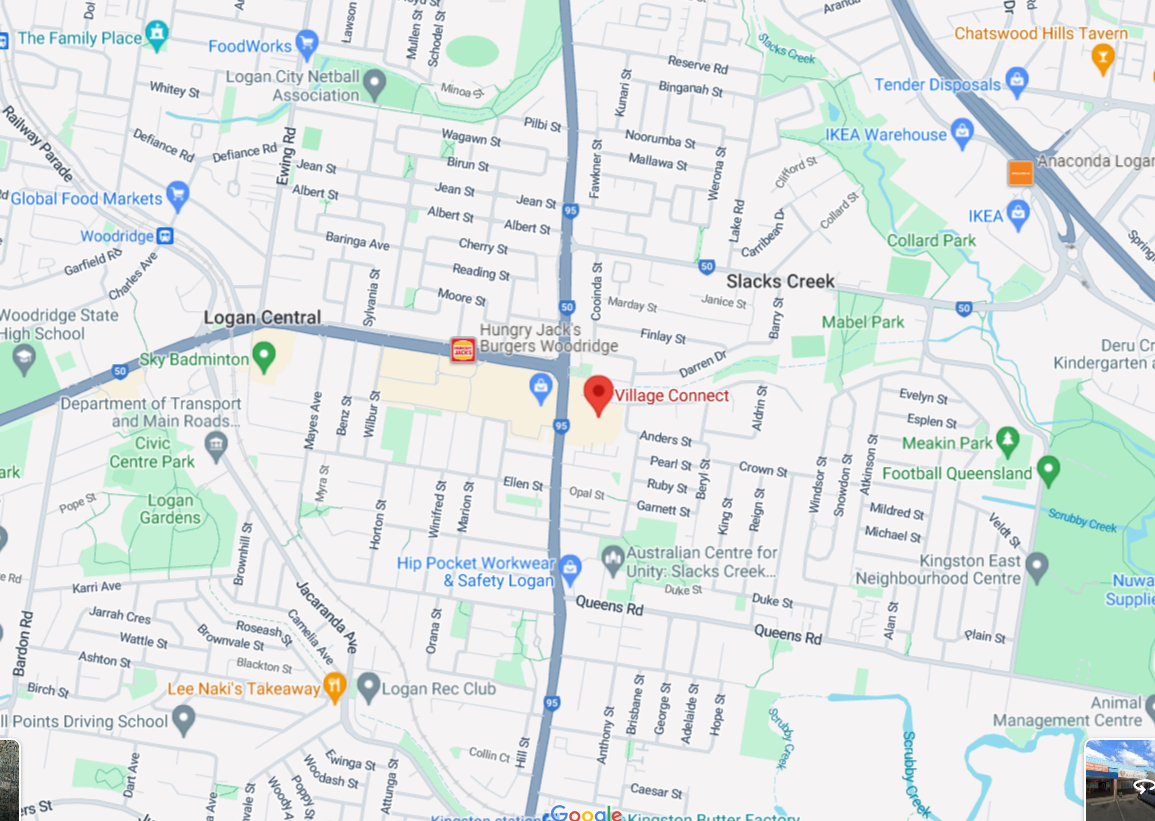 Lawson
Mullen St
Schodel St
Dol
The Family Place
FoodWorks
Slacks Creek
Reserve Rd
Chatswood Hills Tavern
Logan City Netball
Association
Minoa St
Whitey St
Kunari St
Binganah St
Tender Disposals
Railway Parade
Pilbi St
Defiance Rd
Defiance Rd
Ewing Rd
Wagawn St
Noorumba St
IKEA Warehouse
Birun St
Mallawa St
Anaconda Logan
Jean St
Fawkner St
Werona St
Clifford St
Albert St
Jean St
Jean St
Global Food Markets
Albert St
Albert St
95
Lake Rd
Collard St
IKEA
Woodridge
Baringa Ave
Cherry St
Carribeen Dr
Collard Park
Garfield Rd
Charles Ave
Reading St
50
Slacks Creek
Sylvania St
Moore St
50
Cooinda St
Marday St
Janice St
Barry St
50
Woodridge State
High School
Logan Central
Hungry Jack's
Burgers Woodridge
HUNGRY
JACK'S
Finlay St
Mabel Park
Sky Badminton
Darren Dr
Deru Cr
Kindergarten
50
Village Connect
Department of Transport
and Main Roads...
Mayes Ave
Benz St
Wilbur St
95
Aldrin St
Evelyn St
Esplen St
Civic
Centre Park
Anders St
Meakin Park
Pearl St
Crown St
Atkinson St
Football Queensland
Myra St
Ellen St
Opal St
Ruby St
Beryl St
Windsor St
Snowdon St
Logan
Gardens
Pope St
Horton St
Winifred St
Marion St
Garnett St
King St
Reign St
Mildred St
Michael St
Veldt St
Scrubby Creek
Brownhill St
Hip Pocket Workwear
& Safety Logan
Australian Centre for
Unity: Slacks Creek...
Kingston East
Neighbourhood Centre
Karri Ave
Jacaranda Ave
Duke St
Duke St
Queens Rd
Queens Rd
Bardon Rd
Jarrah Cres
Wattle St
Roseash St
Brownvale St
Camelia Ave
Orana St
Alan St
Plain St
Ashton St
Blackton St
Birch St
Lee Naki's Takeaway
Logan Rec Club
95
Brisbane St
George St
Adelaide St
Hope St
Animal
Management Centre
ll Points Driving School
Anthony St
Hill St
Scrubby Creek
Scrubby Creek
Collin Ct
Ewinga St
Woodash St
Poppy St
Attunga St
Dart Ave
Caesar St
Google
Kingston station
Kingston Butter Factory